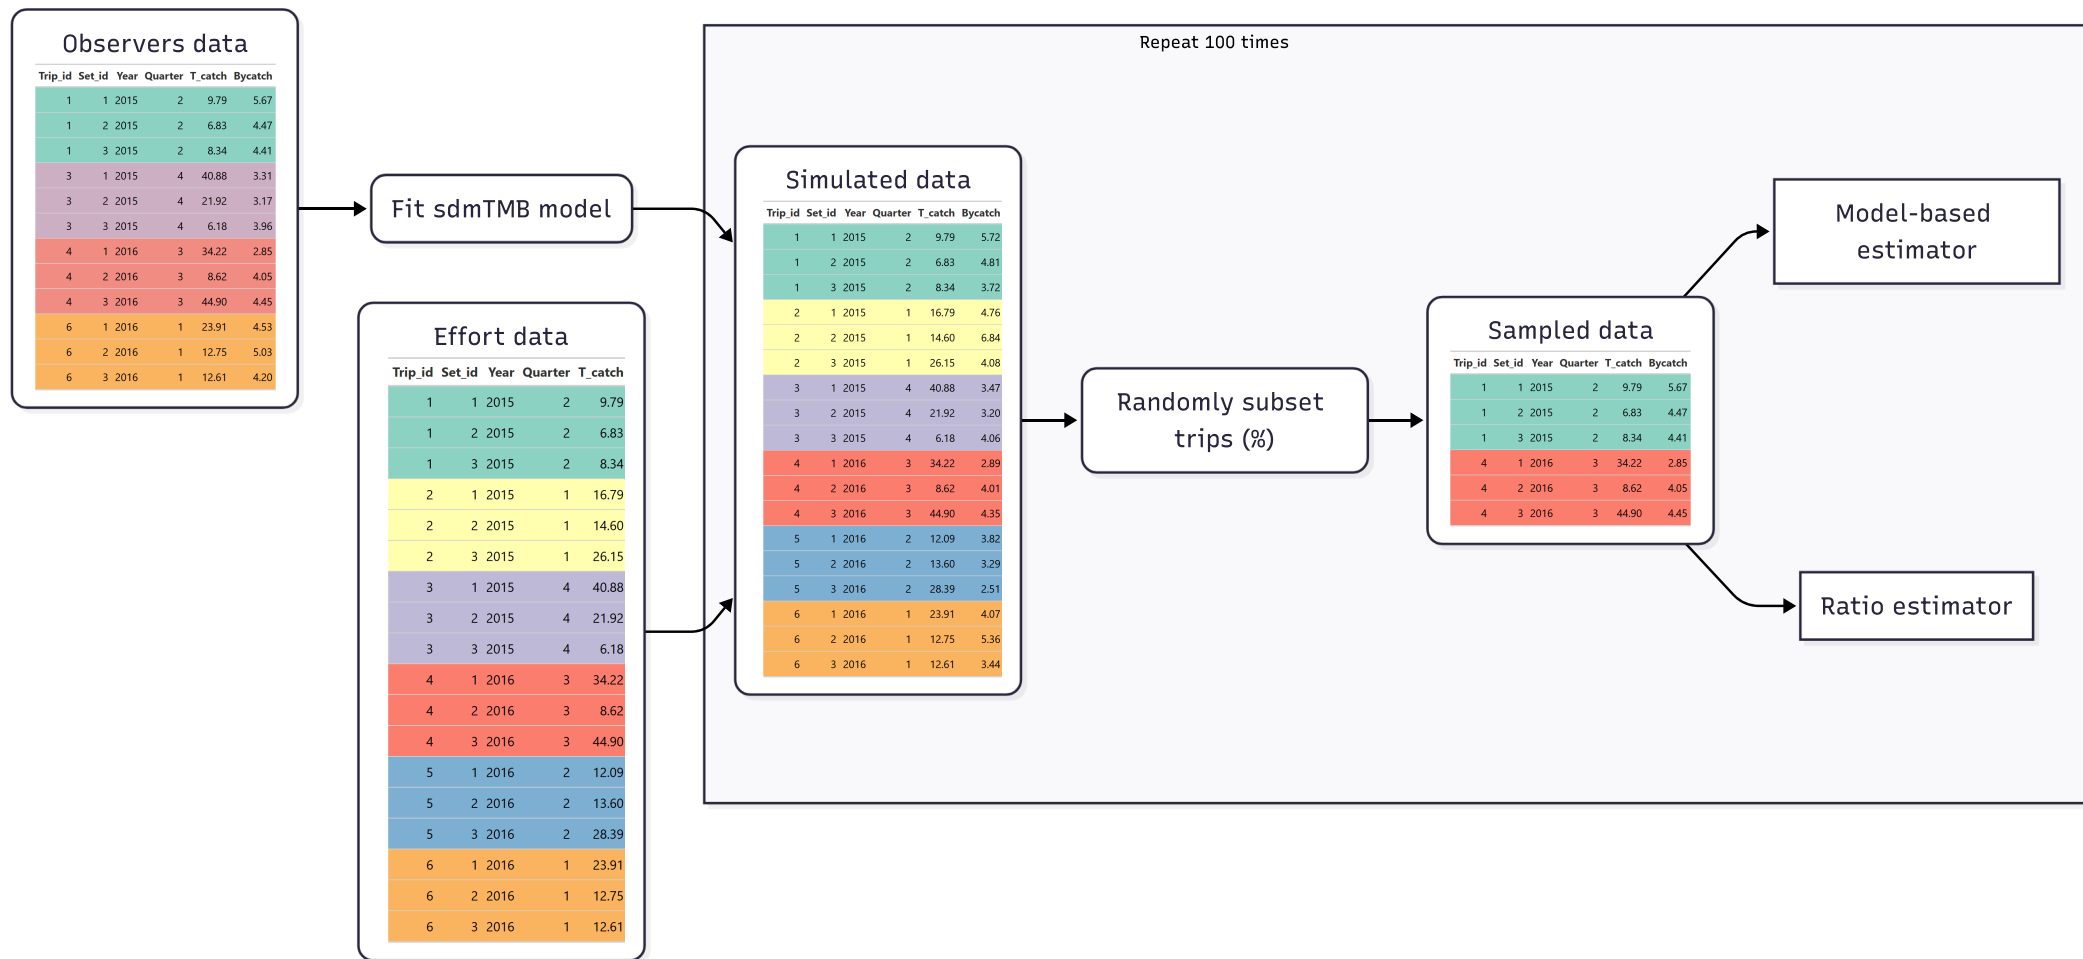 Observers data
Trip_id Set_id Year Quarter T_catch Bycatch
1 1 2015 2 9.79 5.67
1 2 2015 2 6.83 4.47
1 3 2015 2 8.34 4.41
3 1 2015 4 40.88 3.31
3 2 2015 4 21.92 3.17
3 3 2015 4 6.18 3.96
4 1 2016 3 34.22 2.85
4 2 2016 3 8.62 4.05
4 3 2016 3 44.90 4.45
6 1 2016 1 23.91 4.53
6 2 2016 1 12.75 5.03
6 3 2016 1 12.61 4.20
Fit sdmTMB model
Effort data
Trip_id Set_id Year Quarter T_catch
1 1 2015 2 9.79
1 2 2015 2 6.83
1 3 2015 2 8.34
2 1 2015 1 16.79
2 2 2015 1 14.60
2 3 2015 1 26.15
3 1 2015 4 40.88
3 2 2015 4 21.92
3 3 2015 4 6.18
4 1 2016 3 34.22
4 2 2016 3 8.62
4 3 2016 3 44.90
5 1 2016 2 12.09
5 2 2016 2 13.60
5 3 2016 2 28.39
6 1 2016 1 23.91
6 2 2016 1 12.75
6 3 2016 1 12.61
Repeat 100 times
Simulated data
Trip_id Set_id Year Quarter T_catch Bycatch
1 1 2015 2 9.79 5.72
1 2 2015 2 6.83 4.81
1 3 2015 2 8.34 3.72
2 1 2015 1 16.79 4.76
2 2 2015 1 14.60 6.84
2 3 2015 1 26.15 4.08
3 1 2015 4 40.88 3.47
3 2 2015 4 21.92 3.20
3 3 2015 4 6.18 4.06
4 1 2016 3 34.22 2.89
4 2 2016 3 8.62 4.01
4 3 2016 3 44.90 4.35
5 1 2016 2 12.09 3.82
5 2 2016 2 13.60 3.29
5 3 2016 2 28.39 2.51
6 1 2016 1 23.91 4.07
6 2 2016 1 12.75 5.36
6 3 2016 1 12.61 3.44
Randomly subset
trips (%)
Sampled data
Trip_id Set_id Year Quarter T_catch Bycatch
1 1 2015 2 9.79 5.67
1 2 2015 2 6.83 4.47
1 3 2015 2 8.34 4.41
4 1 2016 3 34.22 2.85
4 2 2016 3 8.62 4.05
4 3 2016 3 44.90 4.45
Model-based
estimator
Ratio estimator